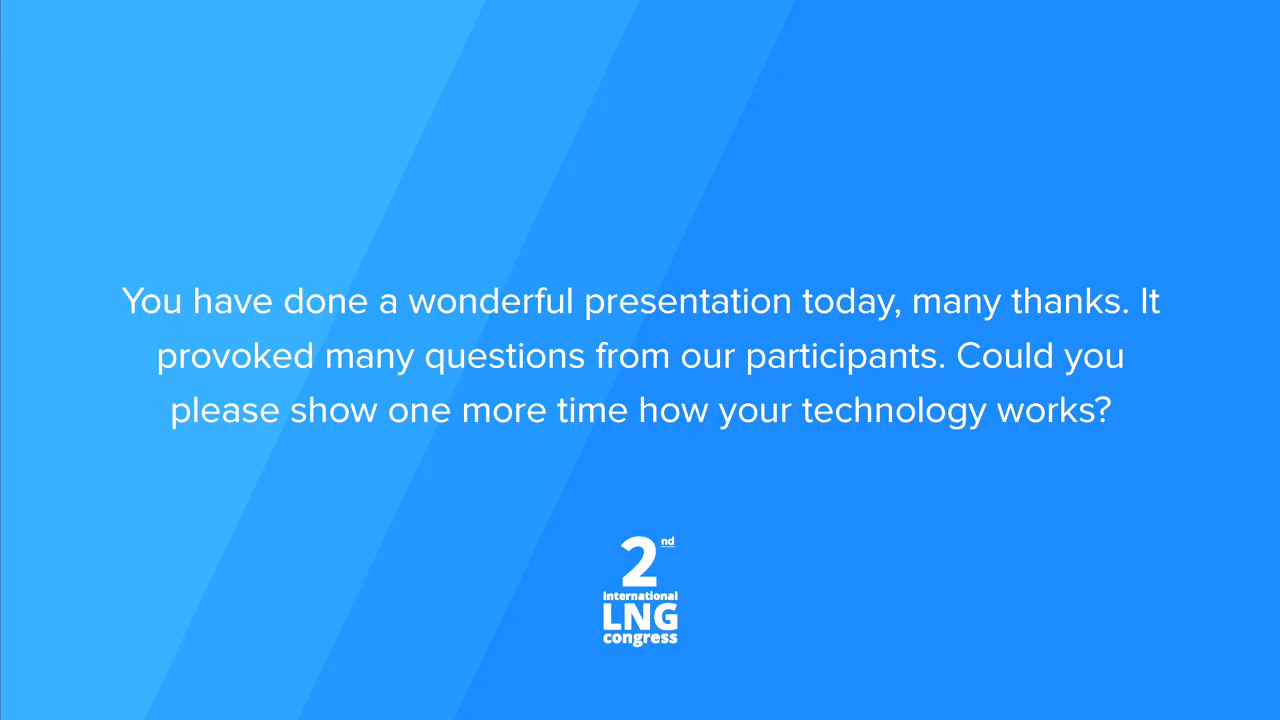 You have done a wonderful presentation today, many thanks. It
provoked many questions from our participants. Could you
please show one more time how your technology works?
2nd
international
LNG
congress